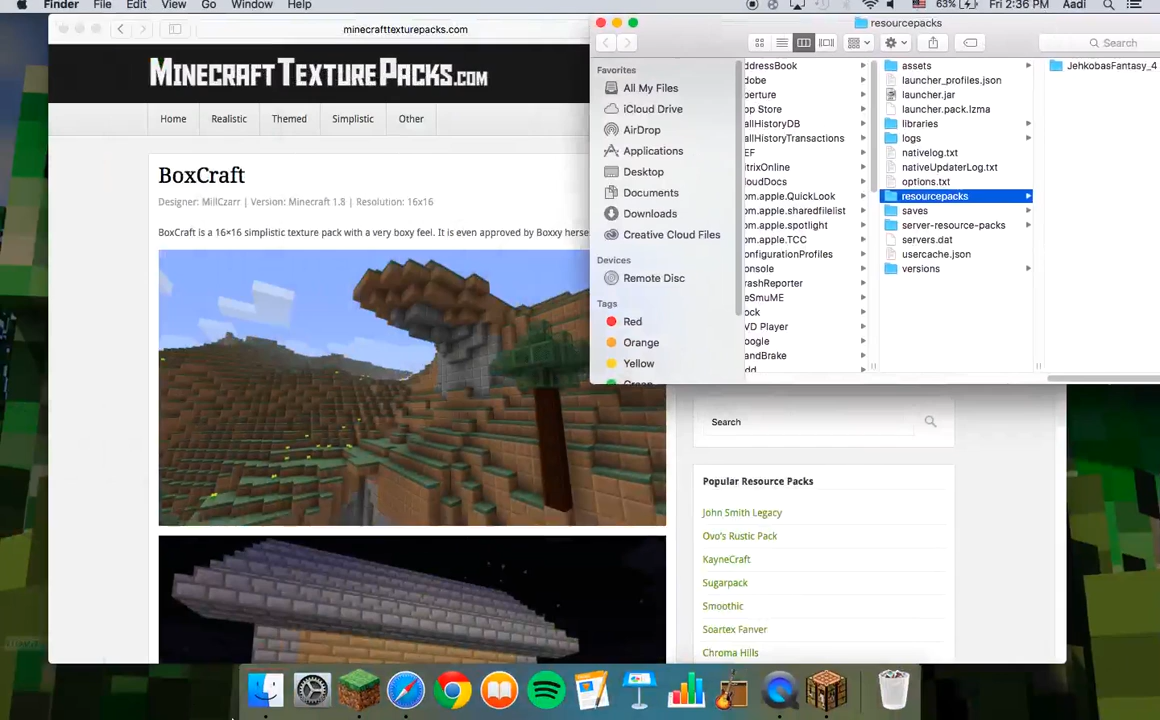 Finder File Edit View Go Window Help
63% Fri 2:36 PM Aadi
minecrafttexturepacks.com
MINECRAFTTEXTUREPACKS.COM
Home Realistic Themed Simplistic Other
BoxCraft
Designer: MillCzarr | Version: Minecraft 1.8 | Resolution: 16x16
BoxCraft is a 16×16 simplistic texture pack with a very boxy feel. It is even approved by Boxxy herse
resourcepacks
Search
Favorites
All My Files
iCloud Drive
AirDrop
Applications
Desktop
Documents
Downloads
Creative Cloud Files
Devices
Remote Disc
Tags
Red
Orange
Yellow
Green
ddressBook
dobe
perture
pp Store
allHistoryDB
allHistoryTransactions
EF
itrixOnline
loudDocs
om.apple.QuickLook
om.apple.sharedfilelist
om.apple.spotlight
om.apple.TCC
onfigurationProfiles
onsole
rashReporter
eSmuME
ock
VD Player
oogle
andBrake
assets
launcher_profiles.json
launcher.jar
launcher.pack.lzma
libraries
logs
nativelog.txt
nativeUpdaterLog.txt
options.txt
resourcepacks
saves
server-resource-packs
servers.dat
usercache.json
versions
JehkobasFantasy_4
Search
Popular Resource Packs
John Smith Legacy
Ovo's Rustic Pack
KayneCraft
Sugarpack
Smoothic
Soartex Fanver
Chroma Hills